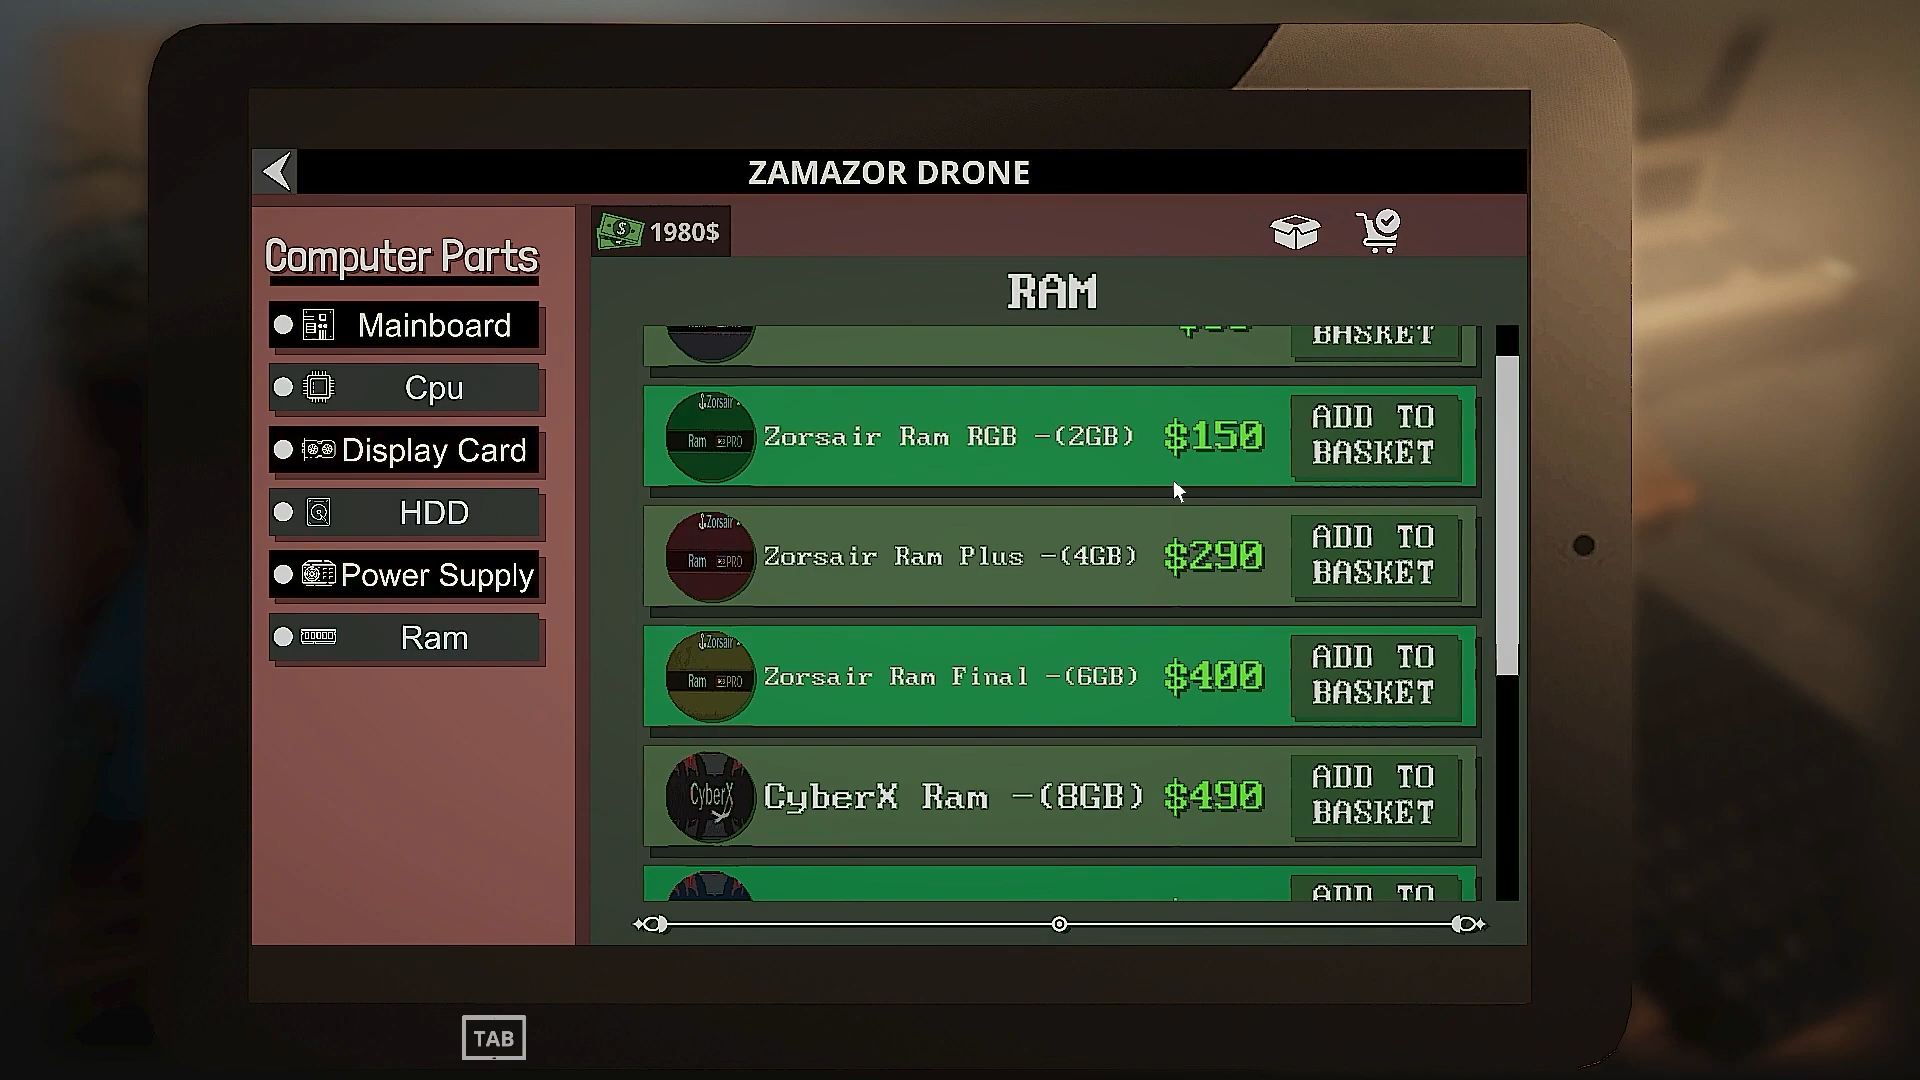 ZAMAZOR DRONE
Computer Parts
1980$
RAM
Mainboard
Cpu
Display Card
HDD
Power Supply
Ram
BASKET
Zorsair
Ram PRO
Zorsair Ram RGB -(2GB)
$150
ADD TO
BASKET
Zorsair
Ram PRO
Zorsair Ram Plus -(4GB)
$290
ADD TO
BASKET
Zorsair
Ram PRO
Zorsair Ram Final -(6GB)
$400
ADD TO
BASKET
CyberX
CyberX Ram -(8GB)
$490
ADD TO
BASKET
ADD TO
TAB